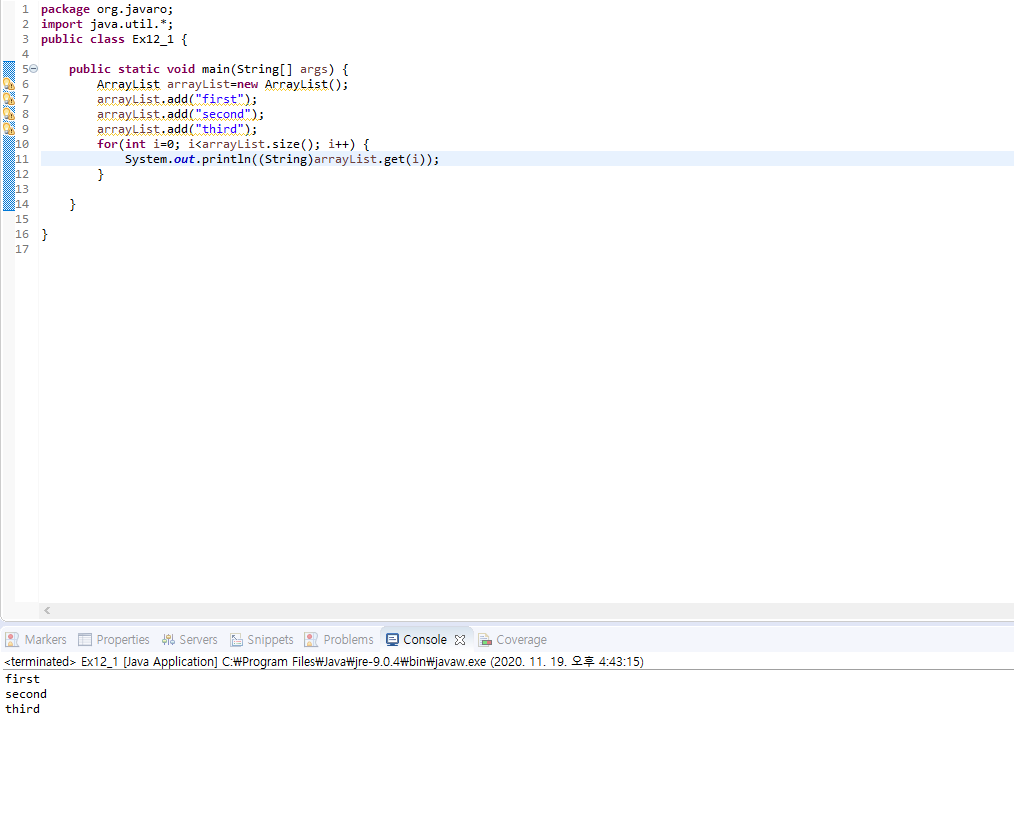 1 package org.javaro;
2 import java.util.*;
3 public class Ex12_1 {
4
5 public static void main(String[] args) {
6 ArrayList arrayList=new ArrayList();
7 arrayList.add("first");
8 arrayList.add("second");
9 arrayList.add("third");
10 for(int i=0; i<arrayList.size(); i++) {
11 System.out.println((String)arrayList.get(i));
12 }
13
14 }
15
16 }
17
Markers Properties Servers Snippets Problems Console Coverage
<terminated> Ex12_1 [Java Application] C:₩Program Files₩Java₩jre-9.0.4₩bin₩javaw.exe (2020. 11. 19. 오후 4:43:15)
first
second
third